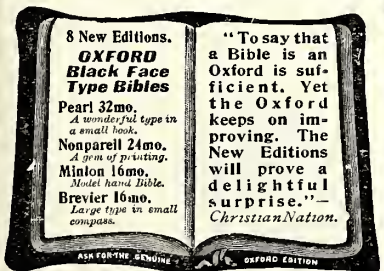 8 New Editions.
OXFORD
Black Face
Type Bibles
Pearl 32mo.
A wonderful type in
a small book.
Nonpareil 24mo.
A gem of printing.
Minion 16mo.
Model hand Bible.
Brevier 16mo.
Large type in small
compass.
"To say that
a Bible is an
Oxford is suf-
ficient. Yet
the Oxford
keeps on im-
proving. The
New Editions
will prove a
delightful
surprise."—
Christian Nation.
ASK FOR THE GENUINE OXFORD EDITION